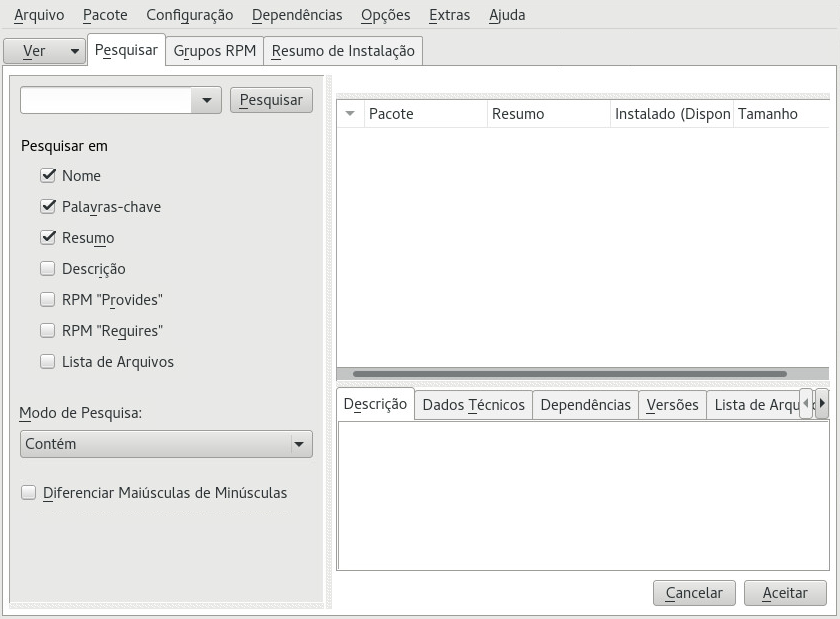 Arquivo Pacote Configuração Dependências Opções Extras Ajuda
Ver Pesquisar Grupos RPM Resumo de Instalação
Pesquisar
Pesquisar em
Nome
Palavras-chave
Resumo
Descrição
RPM "Provides"
RPM "Requires"
Lista de Arquivos
Modo de Pesquisa:
Contém
Diferenciar Maiúsculas de Minúsculas
Pacote Resumo Instalado (Dispon Tamanho
Descrição Dados Técnicos Dependências Versões Lista de Arqu
Cancelar Aceitar